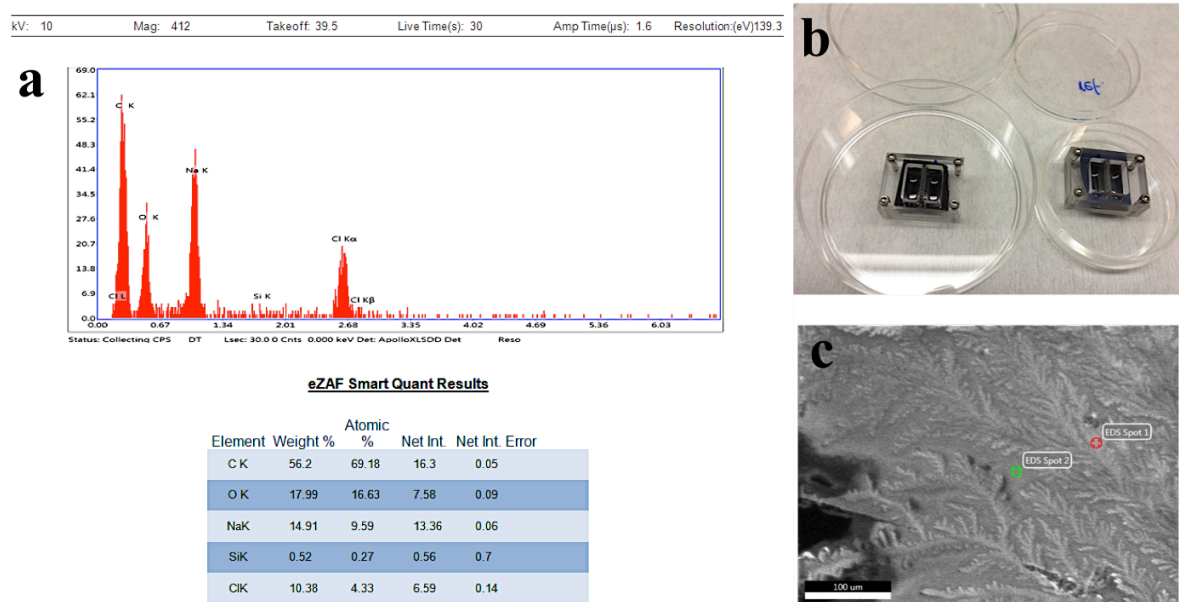 kV: 10 Mag: 412 Takeoff: 39.5 Live Time(s): 30 Amp Time(µs): 1.6 Resolution:(eV)139.3
a
69.0
62.1
55.2
48.3
41.4
34.5
27.6
20.7
13.8
6.9
0.0
C K
O K
Na K
Cl L
Si K
Cl Kα
Cl Kβ
0.00 0.67 1.34 2.01 2.68 3.35 4.02 4.69 5.36 6.03
Status: Collecting CPS DT Lsec: 30.0 0 Cnts 0.000 keV Det: ApolloXLSDD Det Reso
eZAF Smart Quant Results
Element Weight % Atomic % Net Int. Net Int. Error
C K 56.2 69.18 16.3 0.05
O K 17.99 16.63 7.58 0.09
NaK 14.91 9.59 13.36 0.06
SiK 0.52 0.27 0.56 0.7
ClK 10.38 4.33 6.59 0.14
b
ref.
c
EDS Spot 1
EDS Spot 2
100 um